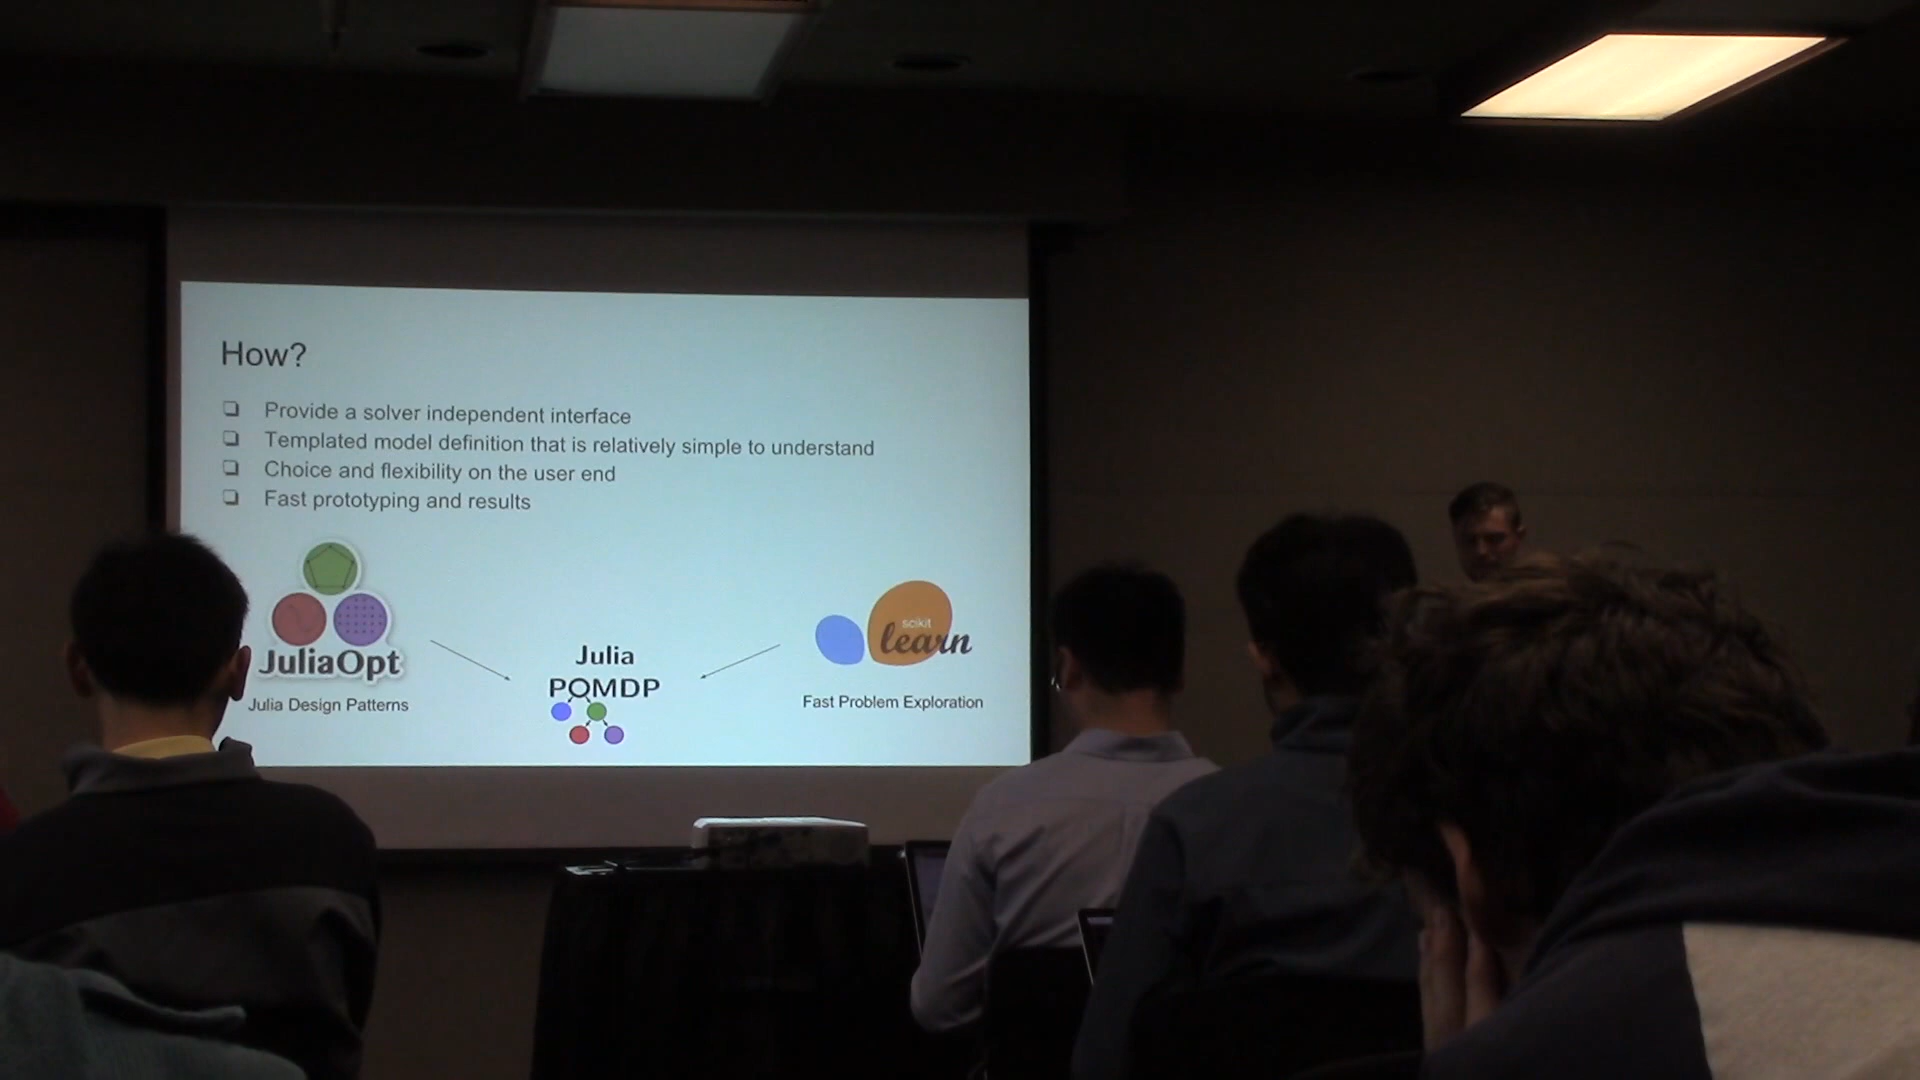 How?
Provide a solver independent interface
Templated model definition that is relatively simple to understand
Choice and flexibility on the user end
Fast prototyping and results
JuliaOpt
Julia Design Patterns
Julia
POMDP
scikit
learn
Fast Problem Exploration